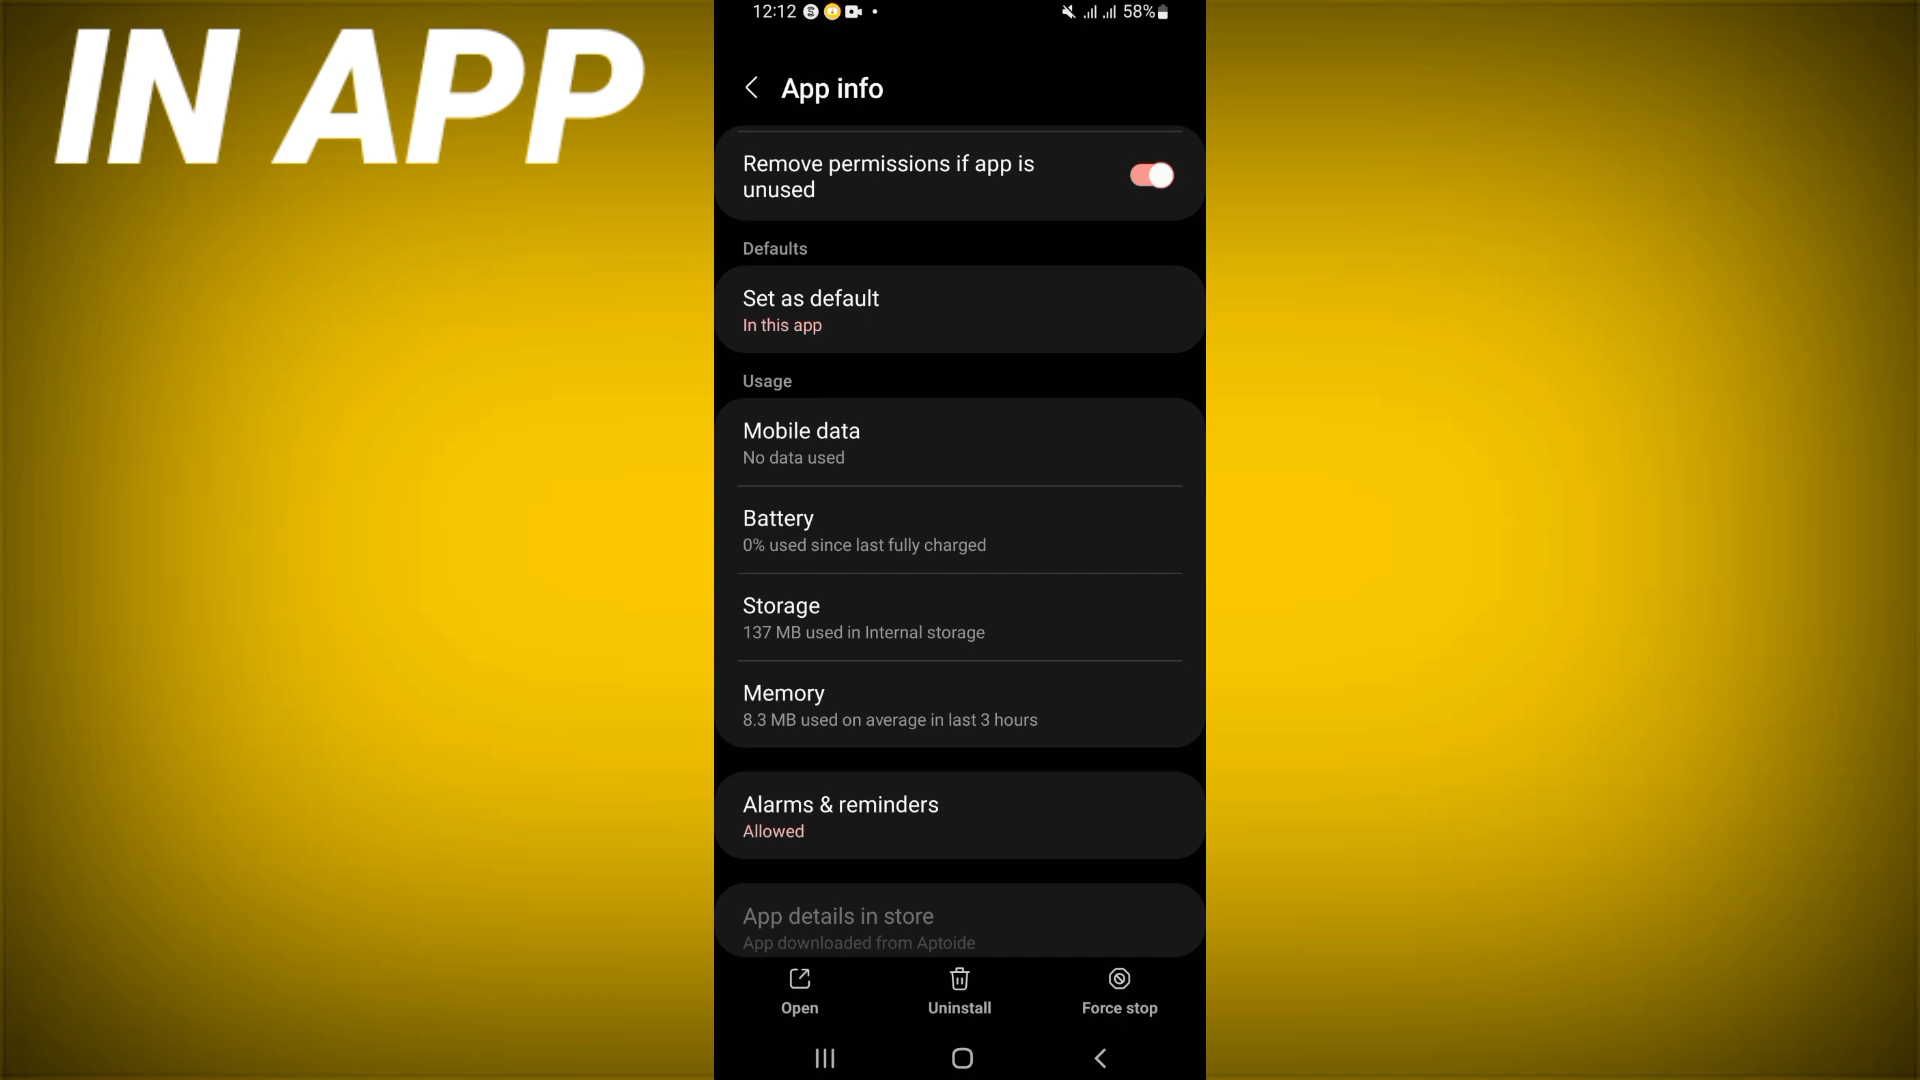 IN APP
12:12
58%
App info
Remove permissions if app is
unused
Defaults
Set as default
In this app
Usage
Mobile data
No data used
Battery
0% used since last fully charged
Storage
137 MB used in Internal storage
Memory
8.3 MB used on average in last 3 hours
Alarms & reminders
Allowed
App details in store
App downloaded from Aptoide
Open
Uninstall
Force stop